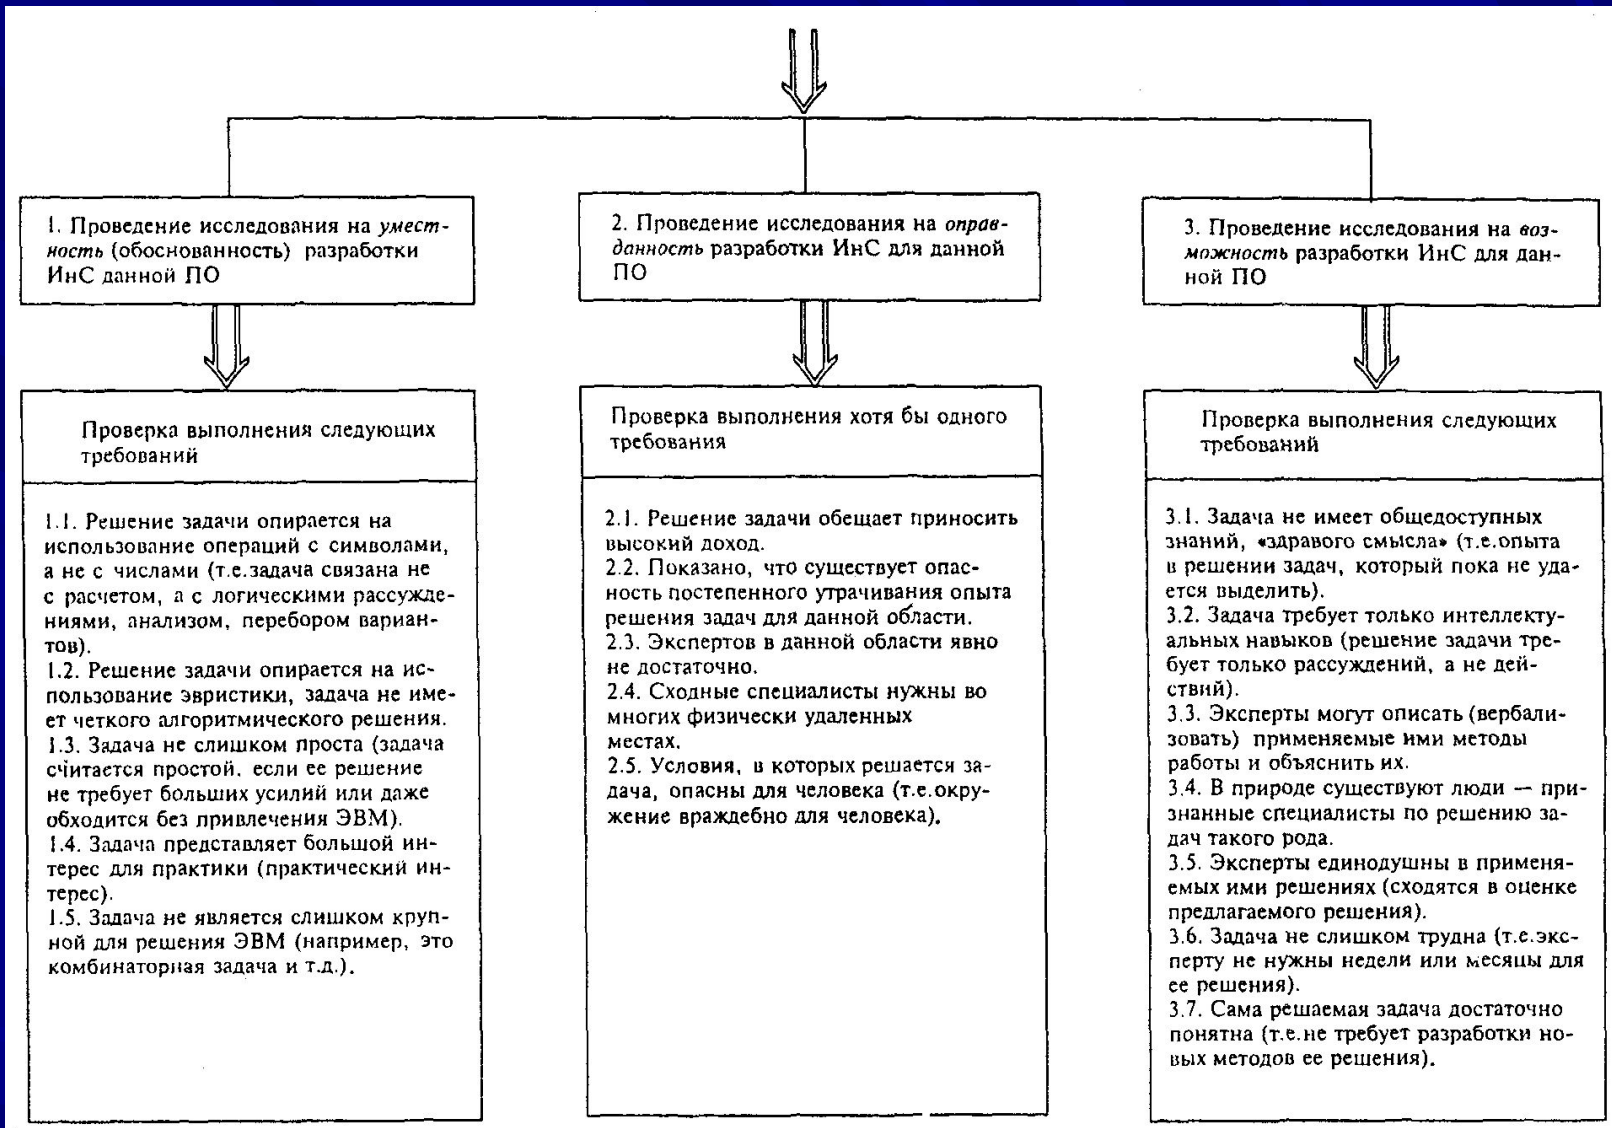 1. Проведение исследования на умест-
ность (обоснованность) разработки
ИнС данной ПО
Проверка выполнения следующих
требований
1.1. Решение задачи опирается на
использование операций с символами,
а не с числами (т.е.задача связана не
с расчетом, а с логическими рассужде-
ниями, анализом, перебором вариан-
тов).
1.2. Решение задачи опирается на ис-
пользование эвристики, задача не име-
ет четкого алгоритмического решения.
1.3. Задача не слишком проста (задача
считается простой. если ее решение
не требует больших усилий или даже
обходится без привлечения ЭВМ).
1.4. Задача представляет большой ин-
терес для практики (практический ин-
терес).
1.5. Задача не является слишком круп-
ной для решения ЭВМ (например, это
комбинаторная задача и т.д.).
2. Проведение исследования на оправ-
данность разработки ИнС для данной
ПО
Проверка выполнения хотя бы одного
требования
2.1. Решение задачи обещает приносить
высокий доход.
2.2. Показано, что существует опас-
ность постепенного утрачивания опыта
решения задач для данной области.
2.3. Экспертов в данной области явно
не достаточно.
2.4. Сходные специалисты нужны во
многих физически удаленных
местах.
2.5. Условия, в которых решается за-
дача, опасны для человека (т.е.окру-
жение враждебно для человека).
3. Проведение исследования на воз-
можность разработки ИнС для дан-
ной ПО
Проверка выполнения следующих
требований
3.1. Задача не имеет общедоступных
знаний, «здравого смысла» (т.е.опыта
в решении задач, который пока не уда-
ется выделить).
3.2. Задача требует только интеллекту-
альных навыков (решение задачи тре-
бует только рассуждений, а не дей-
ствий).
3.3. Эксперты могут описать (вербали-
зовать) применяемые ими методы
работы и объяснить их.
3.4. В природе существуют люди — при-
знанные специалисты по решению за-
дач такого рода.
3.5. Эксперты единодушны в применя-
емых ими решениях (сходятся в оценке
предлагаемого решения).
3.6. Задача не слишком трудна (т.е.экс-
перту не нужны недели или месяцы для
ее решения).
3.7. Сама решаемая задача достаточно
понятна (т.е.не требует разработки но-
вых методов ее решения).